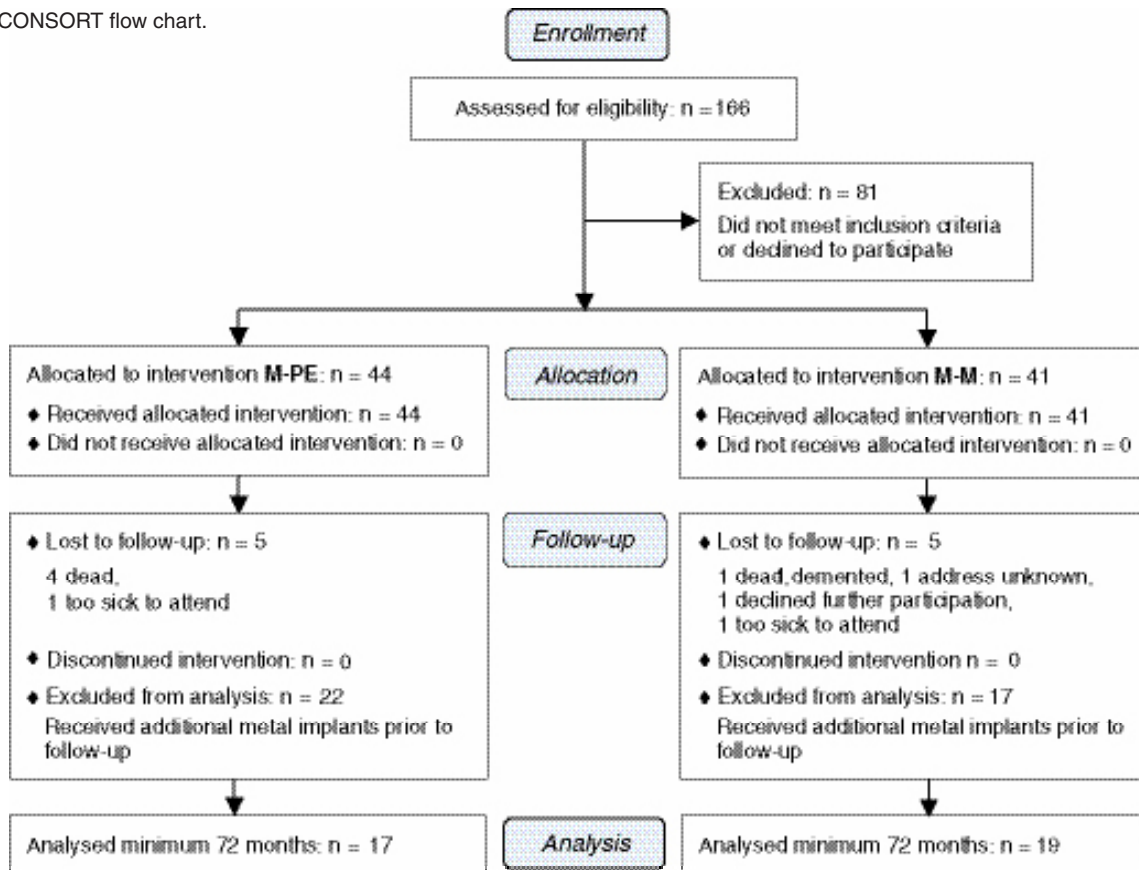 CONSORT flow chart.
Enrollment
Assessed for eligibility: n = 166
Excluded: n = 81
Did not meet inclusion criteria
or declined to participate
Allocation
Allocated to intervention M-PE: n = 44
♦ Received allocated intervention: n = 44
♦ Did not receive allocated intervention: n = 0
Allocated to intervention M-M: n = 41
♦ Received allocated intervention: n = 41
♦ Did not receive allocated intervention: n = 0
Follow-up
♦ Lost to follow-up: n = 5
4 dead,
1 too sick to attend
♦ Discontinued intervention: n = 0
♦ Excluded from analysis: n = 22
Received additional metal implants prior to
follow-up
♦ Lost to follow-up: n = 5
1 dead, demented, 1 address unknown,
1 declined further participation,
1 too sick to attend
♦ Discontinued intervention n = 0
♦ Excluded from analysis: n = 17
Received additional metal implants prior to
follow-up
Analysis
Analysed minimum 72 months: n = 17
Analysed minimum 72 months: n = 19